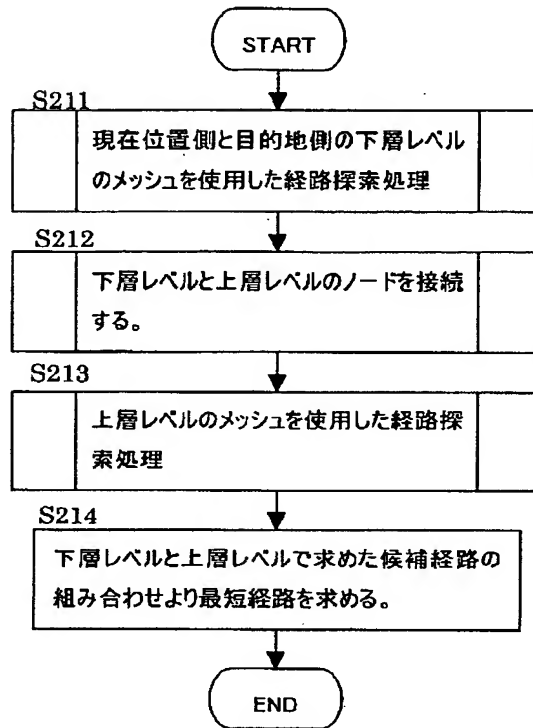 START
S211
現在位置側と目的地側の下層レベル
のメッシュを使用した経路探索処理
S212
下層レベルと上層レベルのノードを接続
する。
S213
上層レベルのメッシュを使用した経路探
索処理
S214
下層レベルと上層レベルで求めた候補経路の
組み合わせより最短経路を求める。
END